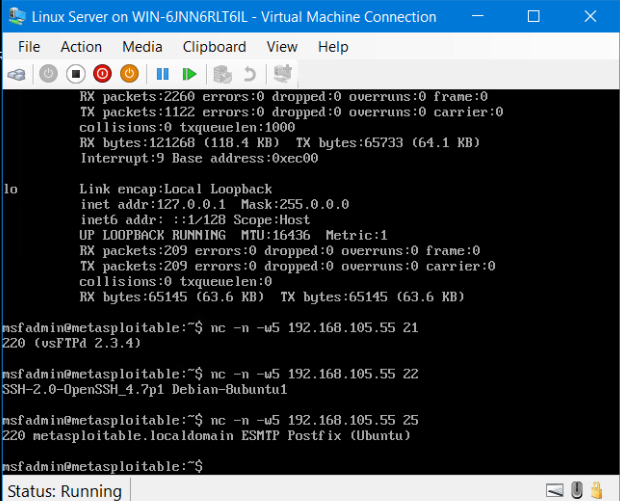 Linux Server on WIN-6JNN6RLT6IL - Virtual Machine Connection
File Action Media Clipboard View Help
RX packets:2260 errors:0 dropped:0 overruns:0 frame:0
TX packets:1122 errors:0 dropped:0 overruns:0 carrier:0
collisions:0 txqueuelen:1000
RX bytes:121268 (118.4 KB)  TX bytes:65733 (64.1 KB)
Interrupt:9 Base address:0xec00
lo Link encap:Local Loopback
inet addr:127.0.0.1  Mask:255.0.0.0
inet6 addr: ::1/128 Scope:Host
UP LOOPBACK RUNNING  MTU:16436  Metric:1
RX packets:209 errors:0 dropped:0 overruns:0 frame:0
TX packets:209 errors:0 dropped:0 overruns:0 carrier:0
collisions:0 txqueuelen:0
RX bytes:65145 (63.6 KB)  TX bytes:65145 (63.6 KB)
msfadmin@metasploitable:~$ nc -n -w5 192.168.105.55 21
220 (vsFTPd 2.3.4)
msfadmin@metasploitable:~$ nc -n -w5 192.168.105.55 22
SSH-2.0-OpenSSH_4.7p1 Debian-8ubuntu1
msfadmin@metasploitable:~$ nc -n -w5 192.168.105.55 25
220 metasploitable.localdomain ESMTP Postfix (Ubuntu)
msfadmin@metasploitable:~$
Status: Running